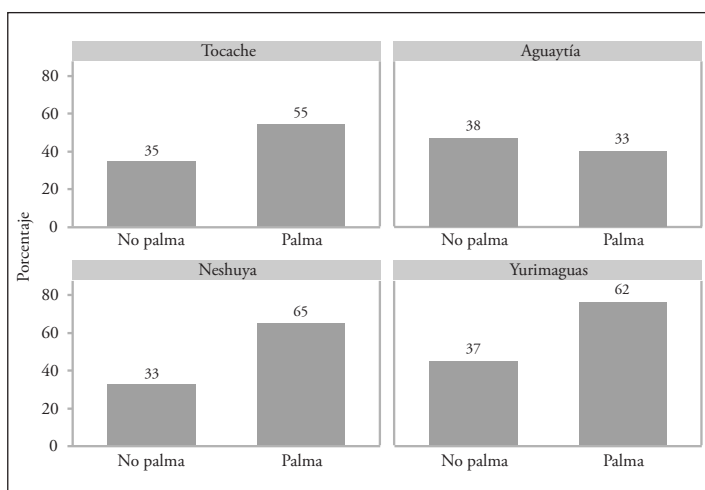 Tocache
Aguaytía
80
60
40
20
0
35
55
38
33
No palma
Palma
No palma
Palma
Porcentaje
Neshuya
Yurimaguas
80
60
40
20
0
33
65
37
62
No palma
Palma
No palma
Palma